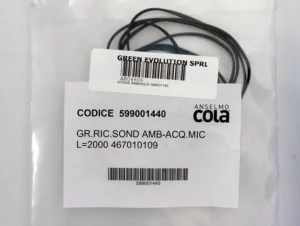 GREEN EVOLUTION SPRL
CODICE 599001440
ANSELMO
cola
GR.RIC.SOND AMB-ACQ.MIC
L=2000 467010109
599001440